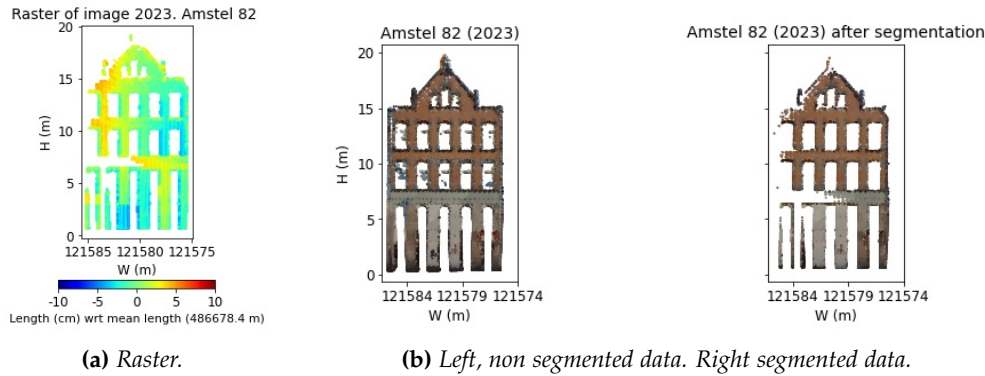 Raster of image 2023. Amstel 82
20
15
10
5
0
H (m)
121585 121580 121575
W (m)
-10 -5 0 5 10
Length (cm) wrt mean length (486678.4 m)
(a) Raster.
Amstel 82 (2023)
20
15
10
5
0
H (m)
121584 121579 121574
W (m)
Amstel 82 (2023) after segmentation
121584 121579 121574
W (m)
(b) Left, non segmented data. Right segmented data.